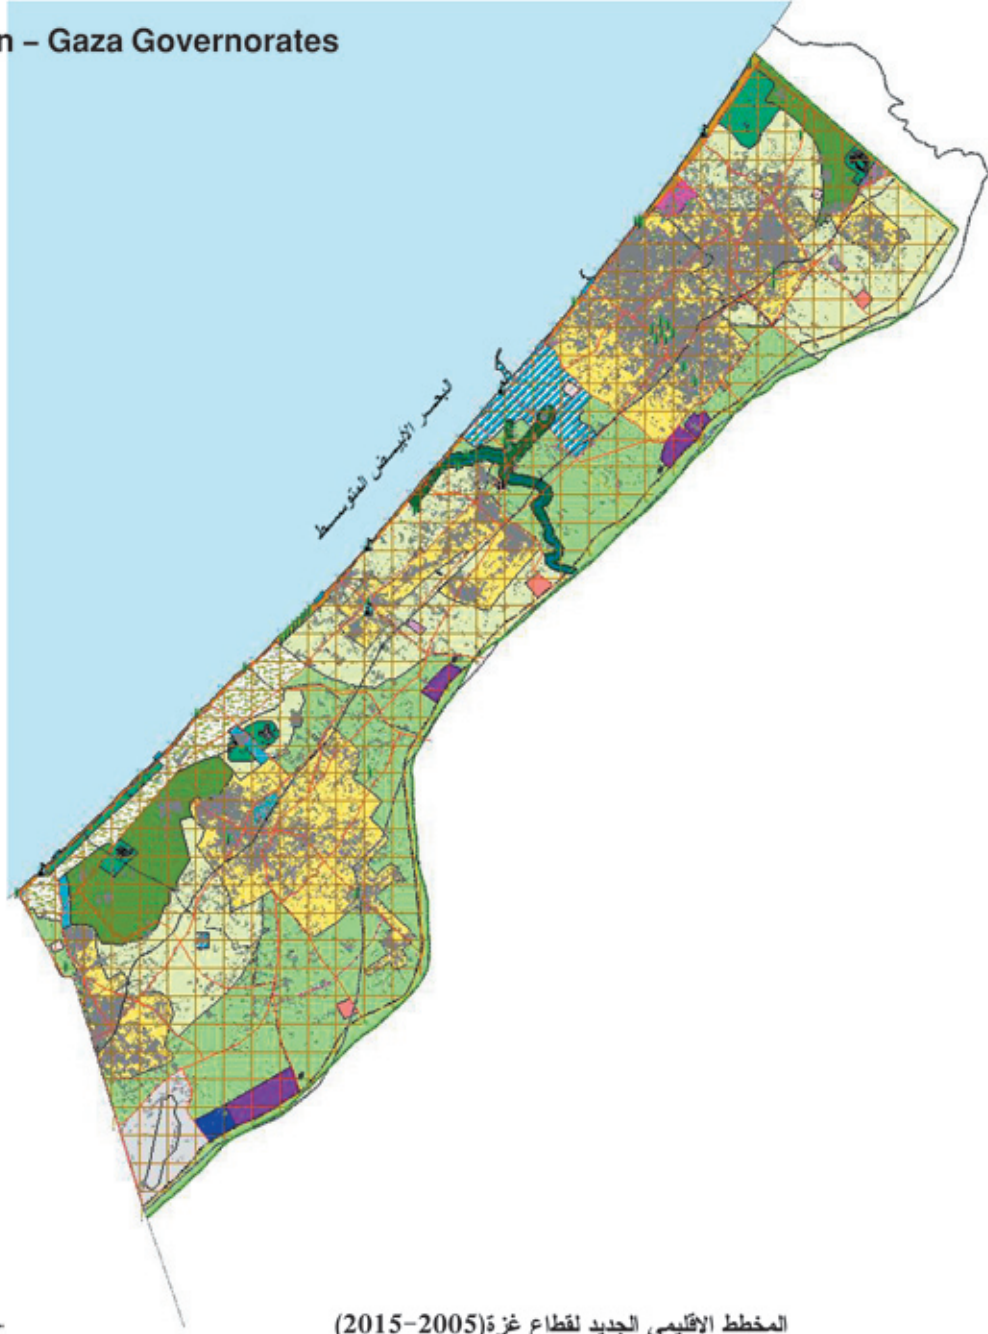 n – Gaza Governorates
البحر الأبيض المتوسط
المخطط الاقليمي الجديد لقطاع غزة(2005-2015)